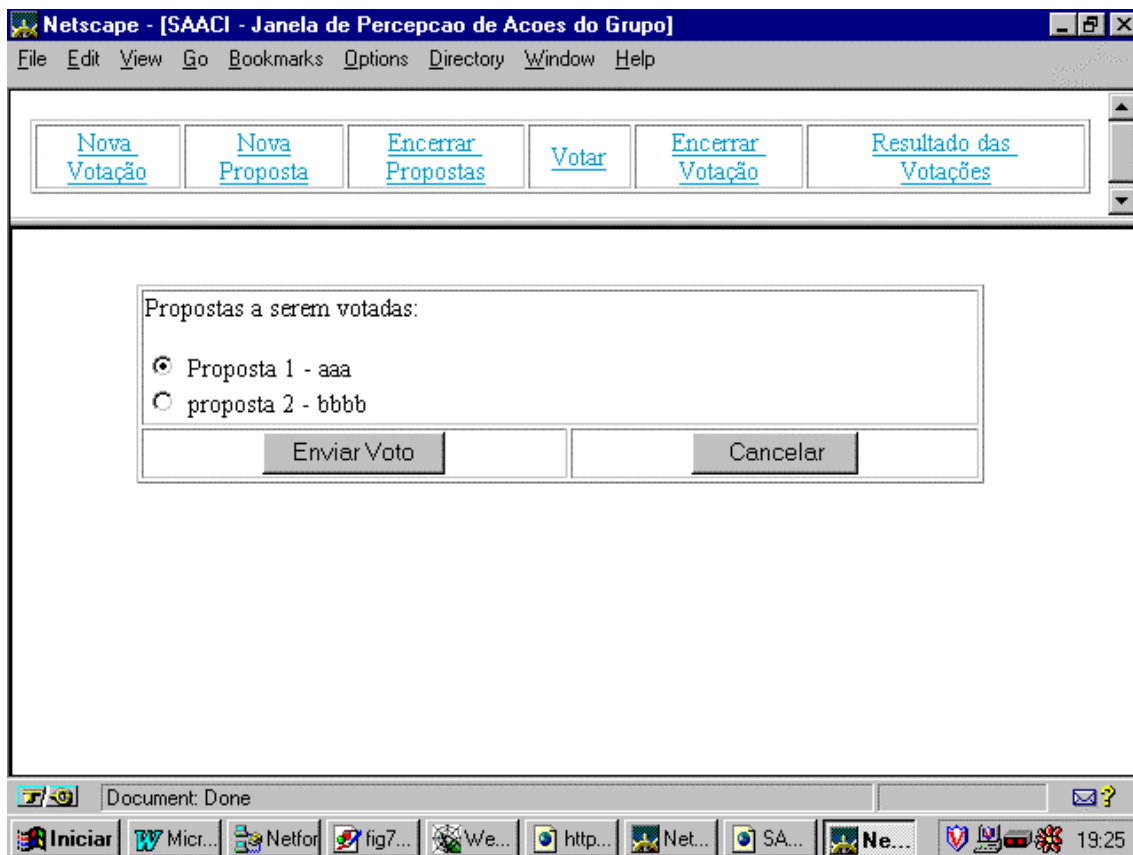 Netscape - [SAACI - Janela de Percepcao de Acoes do Grupo]
File Edit View Go Bookmarks Options Directory Window Help
Nova Votação
Nova Proposta
Encerrar Propostas
Votar
Encerrar Votação
Resultado das Votações
Propostas a serem votadas:
Proposta 1 - aaa
proposta 2 - bbbb
Enviar Voto Cancelar
Document: Done
Iniciar Micr... Netfor fig7... We... http... Net... SA... Ne... 19:25